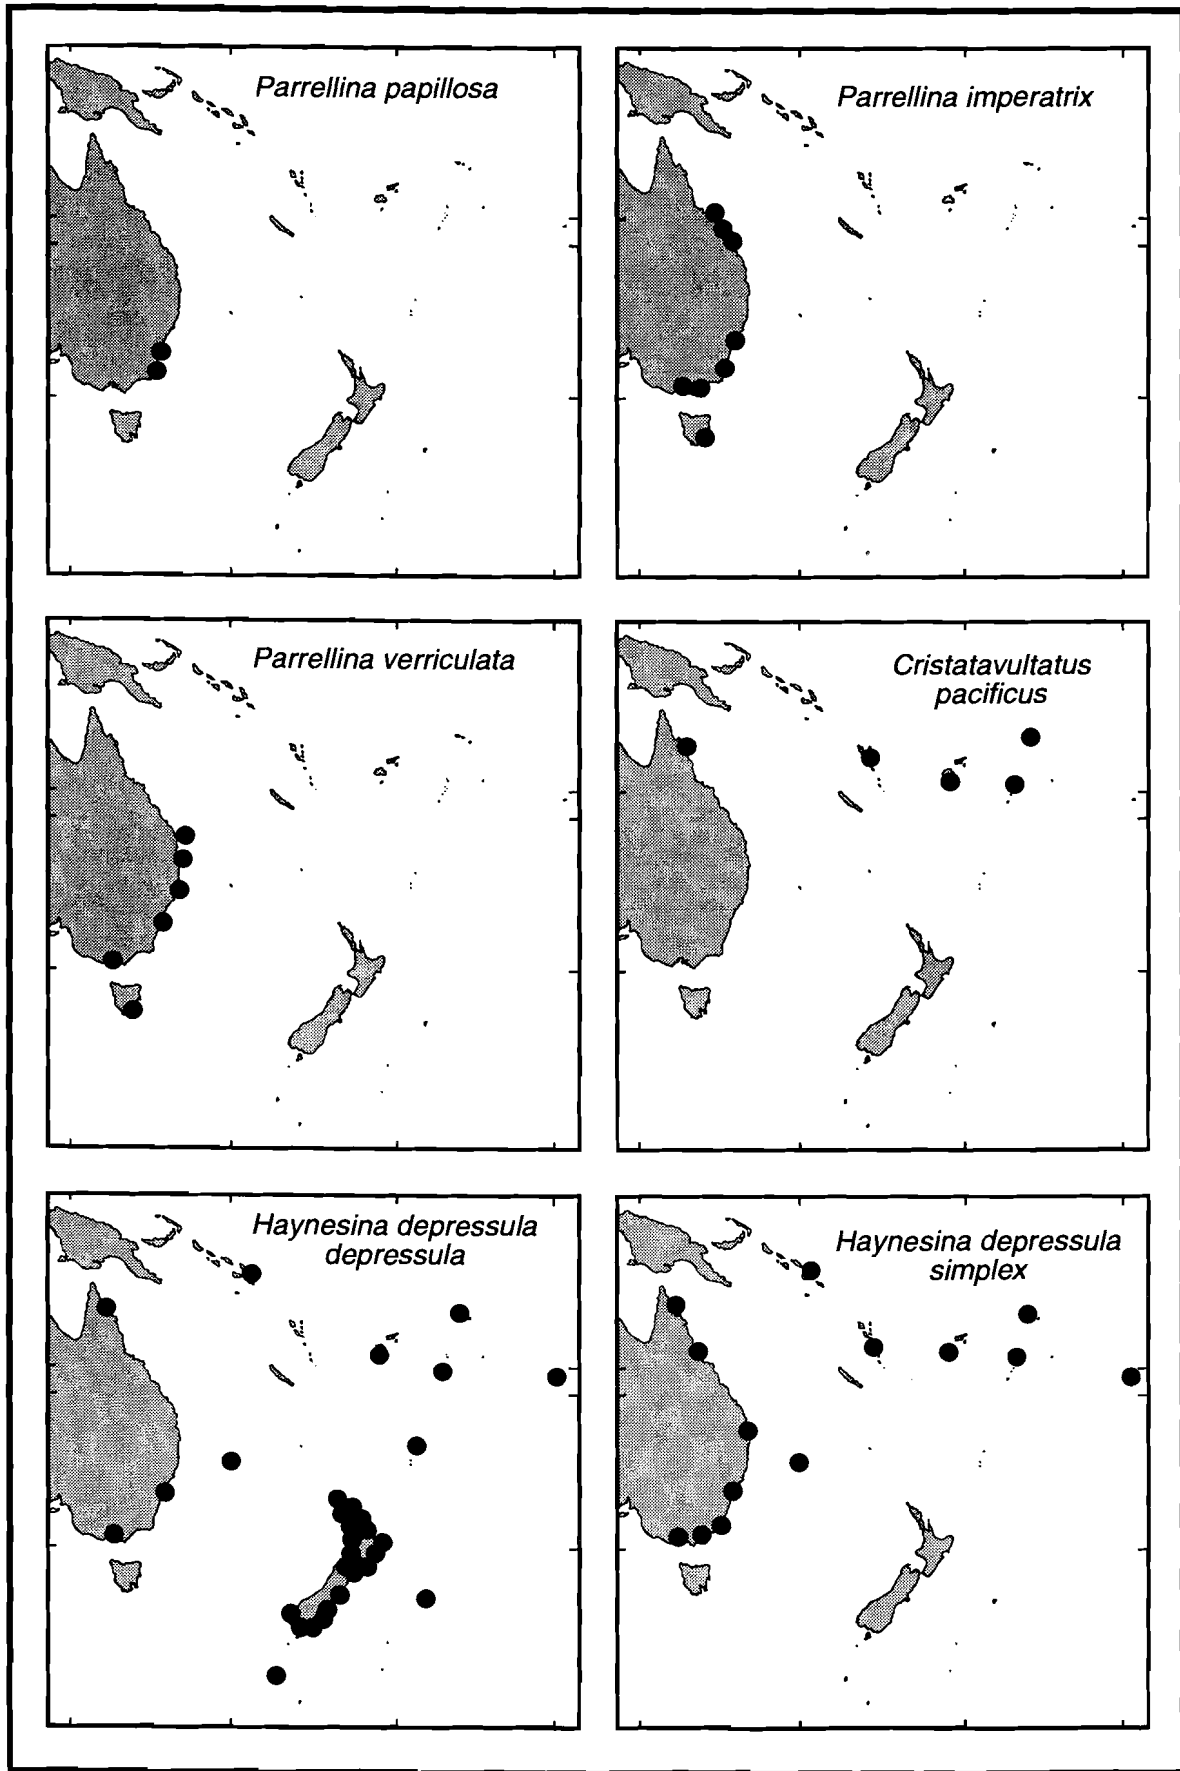 Parrellina papillosa
Parrellina imperatrix
Parrellina verriculata
Cristatavultatus
pacificus
Haynesina depressula
depressula
Haynesina depressula
simplex